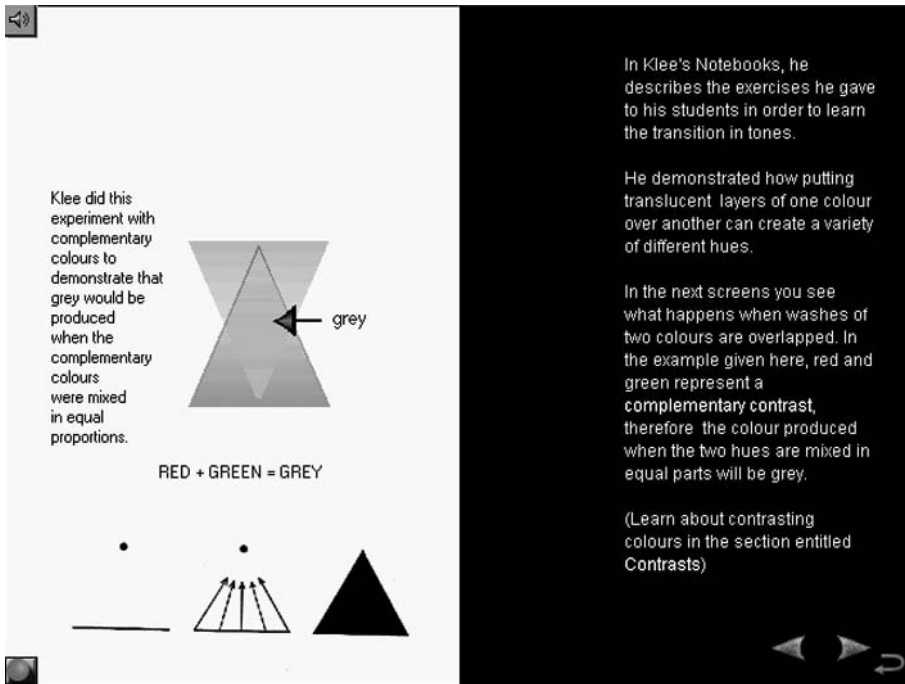 Klee did this
experiment with
complementary
colours to
demonstrate that
grey would be
produced
when the
complementary
colours
were mixed
in equal
proportions.
grey
RED + GREEN = GREY
In Klee's Notebooks, he
describes the exercises he gave
to his students in order to learn
the transition in tones.
He demonstrated how putting
translucent layers of one colour
over another can create a variety
of different hues.
In the next screens you see
what happens when washes of
two colours are overlapped. In
the example given here, red and
green represent a
complementary contrast,
therefore the colour produced
when the two hues are mixed in
equal parts will be grey.
(Learn about contrasting
colours in the section entitled
Contrasts)